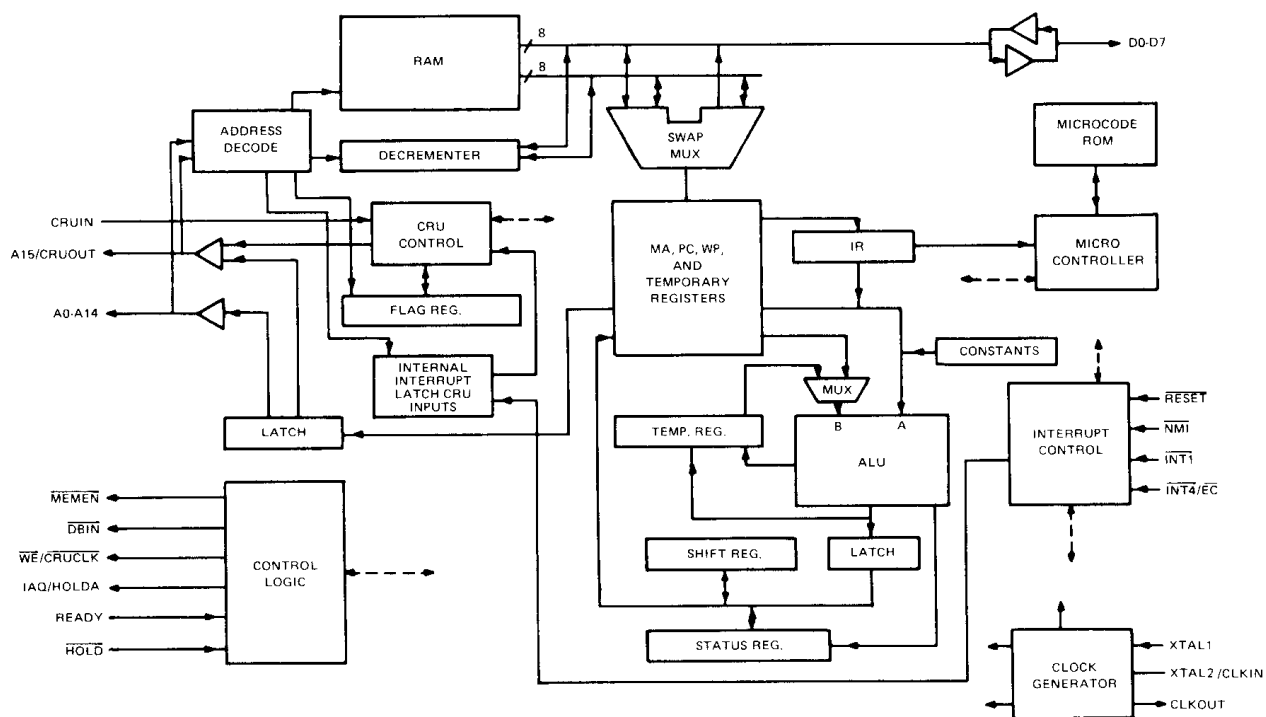 8
RAM
8
D0-D7
ADDRESS
DECODE
DECREMENTER
SWAP
MUX
MICROCODE
ROM
CRUIN
CRU
CONTROL
A15/CRUOUT
MA, PC, WP,
AND
TEMPORARY
REGISTERS
IR
MICRO
CONTROLLER
A0-A14
FLAG REG.
INTERNAL
INTERRUPT
LATCH CRU
INPUTS
CONSTANTS
MUX
LATCH
TEMP. REG.
B
A
ALU
INTERRUPT
CONTROL
RESET
NMI
INT1
INT4/EC
MEMEN
DBIN
WE/CRUCLK
IAQ/HOLDA
READY
HOLD
CONTROL
LOGIC
SHIFT REG.
LATCH
STATUS REG.
CLOCK
GENERATOR
XTAL1
XTAL2/CLKIN
CLKOUT